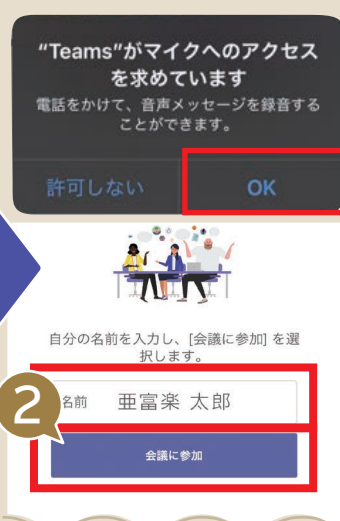 “Teams”がマイクへのアクセス
を求めています
電話をかけて、音声メッセージを録音する
ことができます。
許可しない
OK
自分の名前を入力し、[会議に参加] を選
択します。
2
名前
亜富楽 太郎
会議に参加